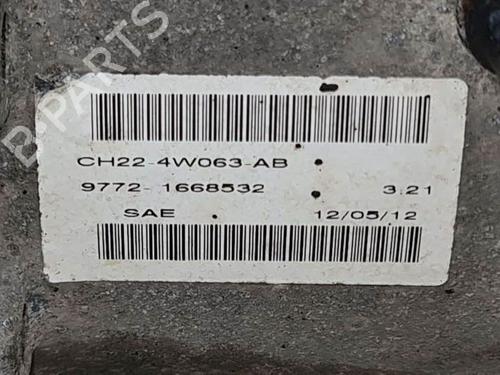 B-PARTS
CH22-4W063-AB
9772-1668532 3.21
SAE 12/05/12